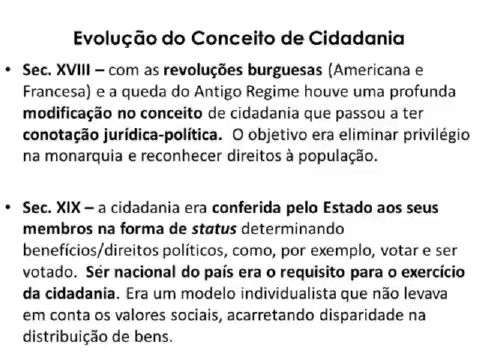 Evolução do Conceito de Cidadania
• Sec. XVIII – com as revoluções burguesas (Americana e
Francesa) e a queda do Antigo Regime houve uma profunda
modificação no conceito de cidadania que passou a ter
conotação jurídica-política. O objetivo era eliminar privilégio
na monarquia e reconhecer direitos à população.
• Sec. XIX – a cidadania era conferida pelo Estado aos seus
membros na forma de status determinando
benefícios/direitos políticos, como, por exemplo, votar e ser
votado. Ser nacional do país era o requisito para o exercício
da cidadania. Era um modelo individualista que não levava
em conta os valores sociais, acarretando disparidade na
distribuição de bens.